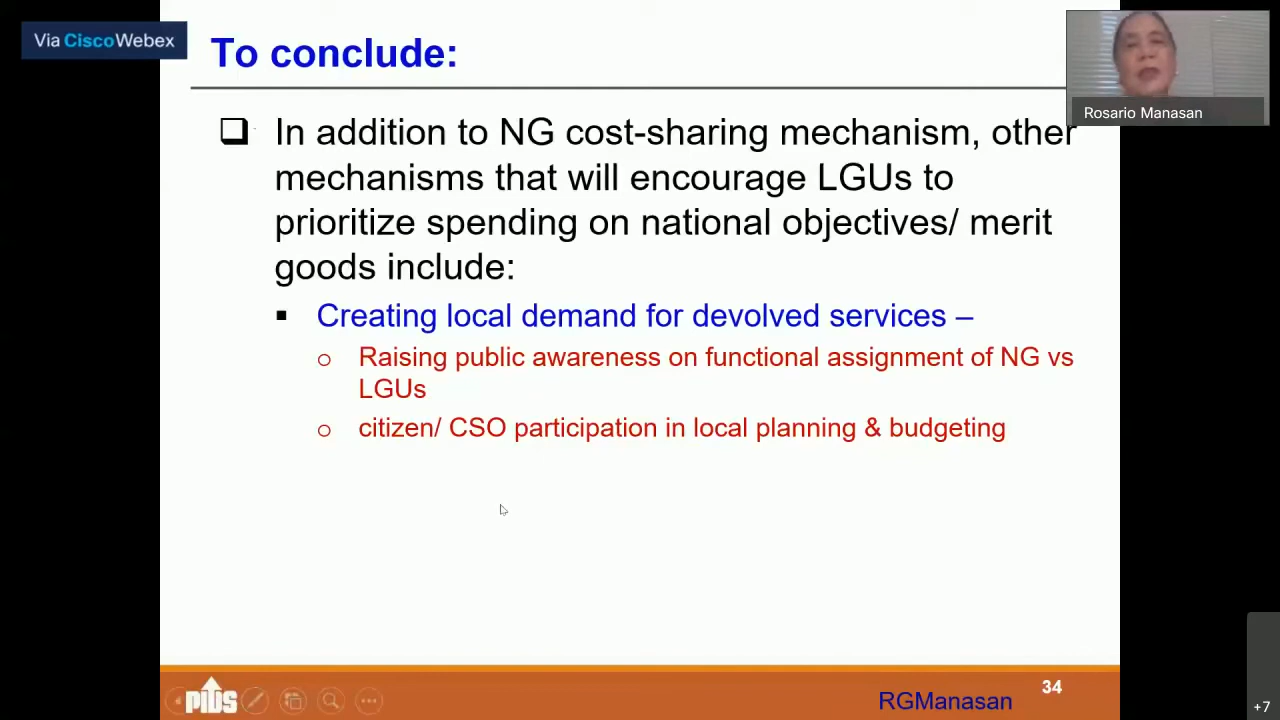 Via CiscoWebex
To conclude:
Rosario Manasan
❑ In addition to NG cost-sharing mechanism, other
mechanisms that will encourage LGUs to
prioritize spending on national objectives/ merit
goods include:
▪ Creating local demand for devolved services –
o Raising public awareness on functional assignment of NG vs
LGUs
o citizen/ CSO participation in local planning & budgeting
PIDS
RGManasan
34
+7